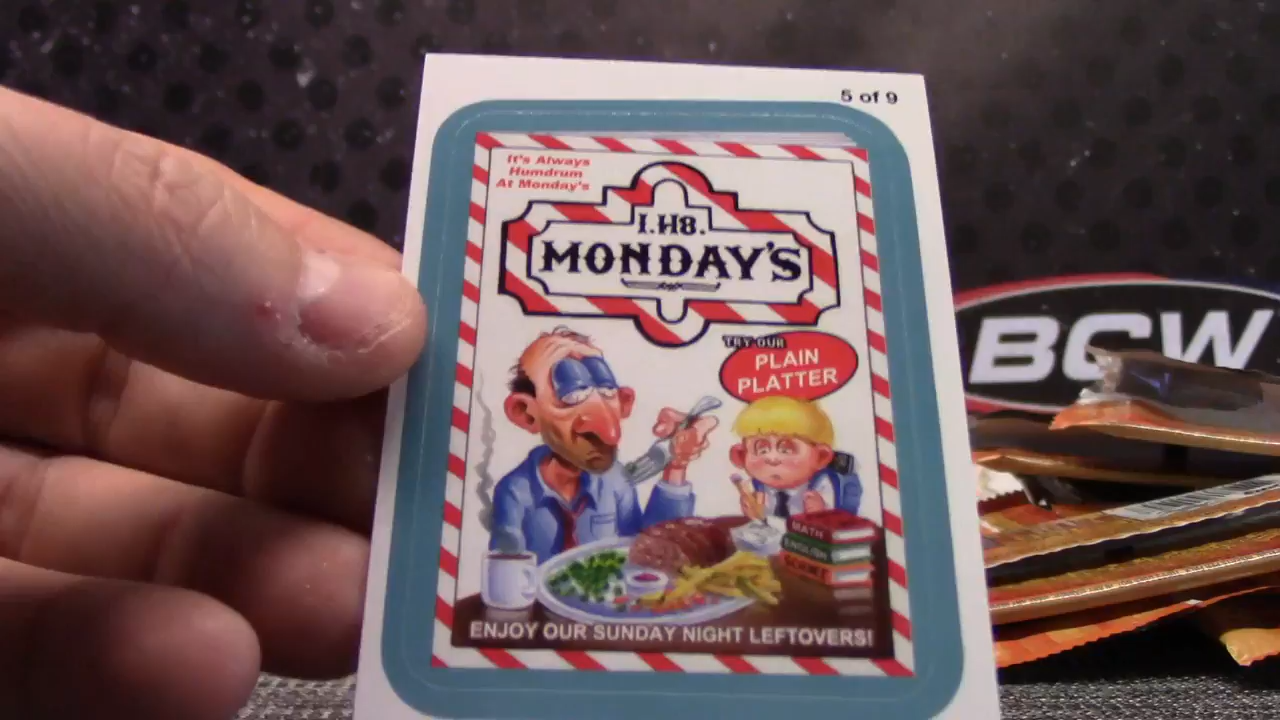 5 of 9
It's Always
Humdrum
At Monday's
I.H8.
MONDAY'S
TRY OUR
PLAIN
PLATTER
MATH
ENGLISH
SCIENCE
ENJOY OUR SUNDAY NIGHT LEFTOVERS!
BCW